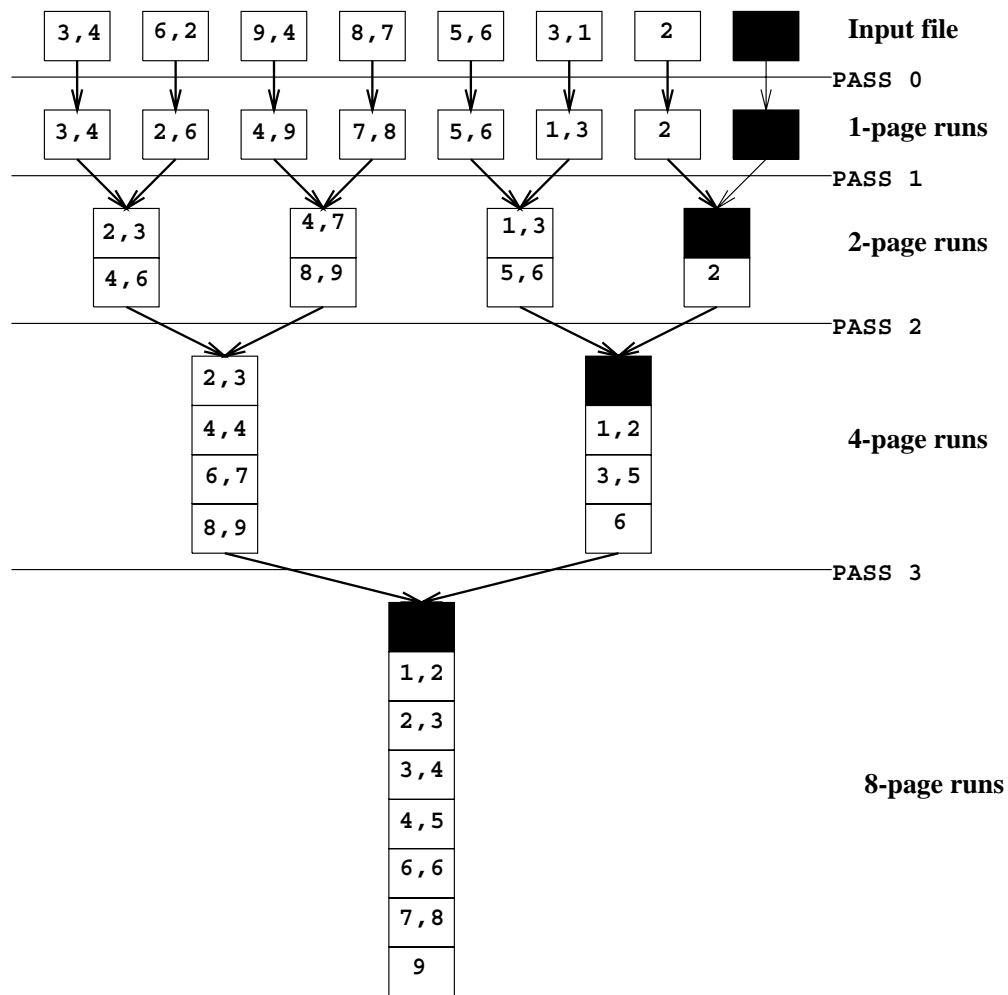 3,4 6,2 9,4 8,7 5,6 3,1 2 Input file
PASS 0
3,4 2,6 4,9 7,8 5,6 1,3 2 1-page runs
PASS 1
2,3 4,7 1,3
2-page runs
4,6 8,9 5,6 2
PASS 2
2,3
4,4 1,2 4-page runs
6,7 3,5
8,9 6
PASS 3
1,2
2,3
3,4
8-page runs
4,5
6,6
7,8
9